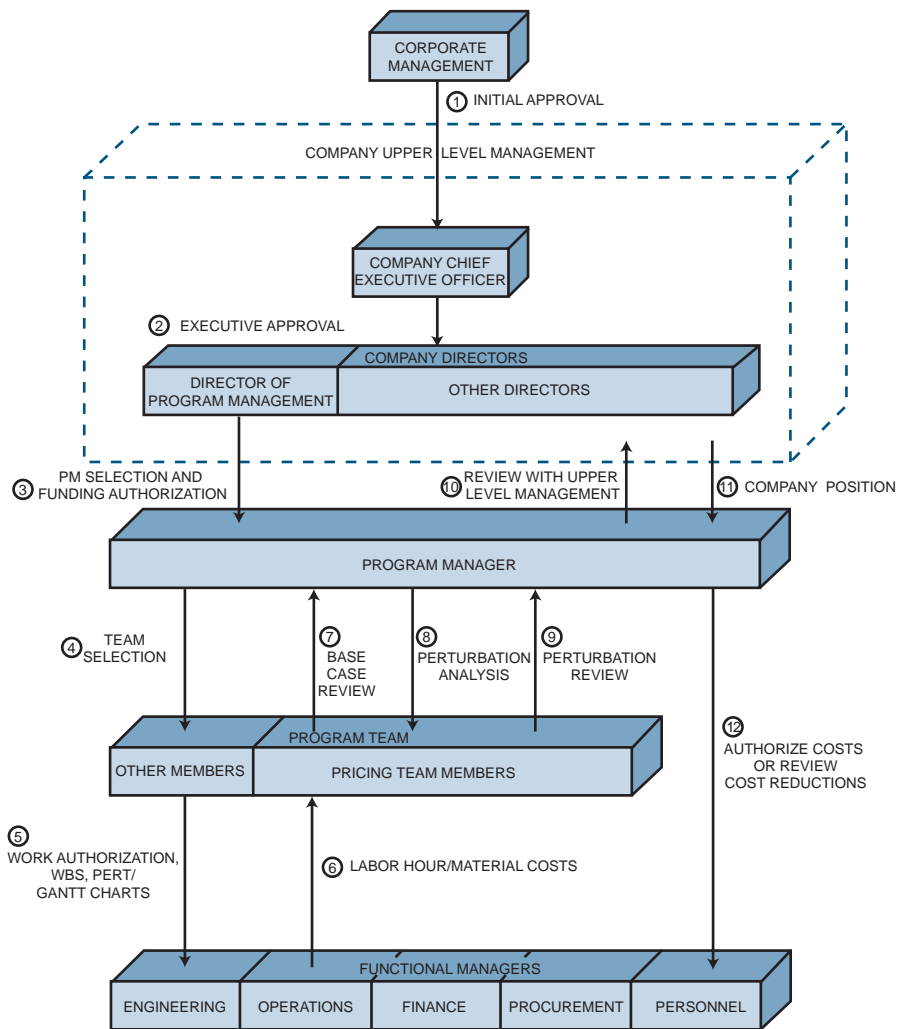 CORPORATE
MANAGEMENT
1 INITIAL APPROVAL
COMPANY UPPER LEVEL MANAGEMENT
COMPANY CHIEF
EXECUTIVE OFFICER
2 EXECUTIVE APPROVAL
COMPANY DIRECTORS
DIRECTOR OF
PROGRAM MANAGEMENT
OTHER DIRECTORS
3 PM SELECTION AND
FUNDING AUTHORIZATION
10 REVIEW WITH UPPER
LEVEL MANAGEMENT
11 COMPANY POSITION
PROGRAM MANAGER
4 TEAM
SELECTION
7
BASE
CASE
REVIEW
8
PERTURBATION
ANALYSIS
9
PERTURBATION
REVIEW
12
AUTHORIZE COSTS
OR REVIEW
COST REDUCTIONS
PROGRAM TEAM
OTHER MEMBERS
PRICING TEAM MEMBERS
5
WORK AUTHORIZATION,
WBS, PERT/
GANTT CHARTS
6 LABOR HOUR/MATERIAL COSTS
FUNCTIONAL MANAGERS
ENGINEERING
OPERATIONS
FINANCE
PROCUREMENT
PERSONNEL